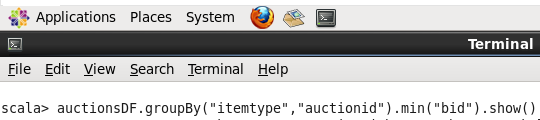 Applications Places System
Terminal
File Edit View Search Terminal Help
scala> auctionsDF.groupBy("itemtype","auctionid").min("bid").show()